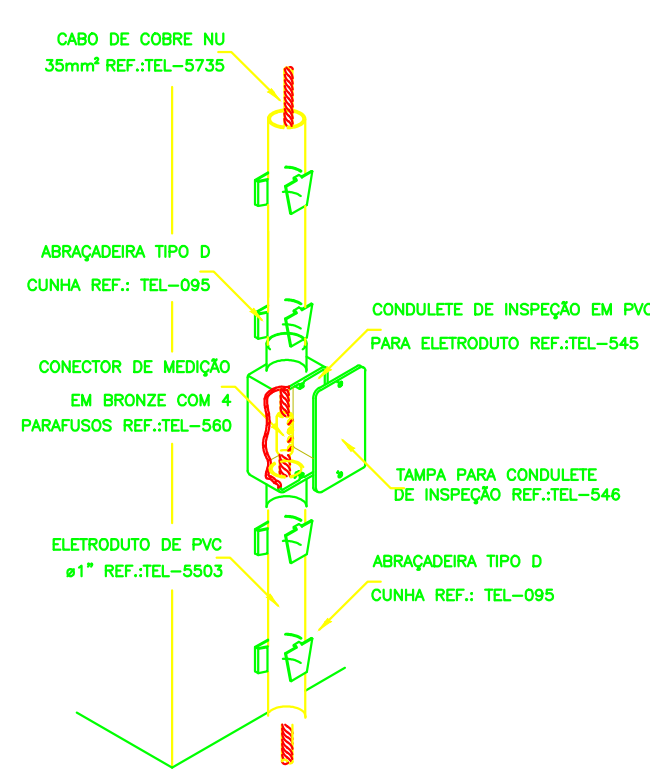 CABO DE COBRE NU
35mm² REF.:TEL-5735
ABRAÇADEIRA TIPO D
CUNHA REF.: TEL-095
CONDULETE DE INSPEÇÃO EM PVC
PARA ELETRODUTO REF.:TEL-545
CONECTOR DE MEDIÇÃO
EM BRONZE COM 4
PARAFUSOS REF.:TEL-560
TAMPA PARA CONDULETE
DE INSPEÇÃO REF.:TEL-546
ELETRODUTO DE PVC
ø1" REF.:TEL-5503
ABRAÇADEIRA TIPO D
CUNHA REF.: TEL-095